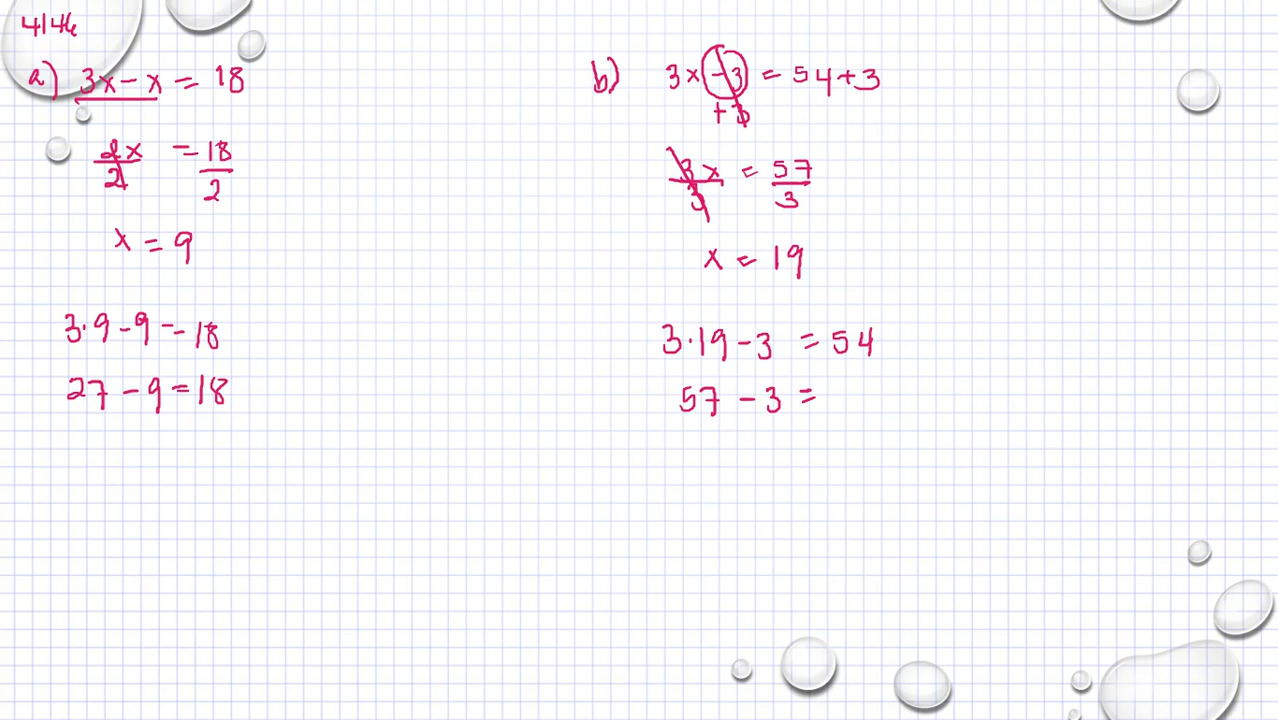 4146
a) 3x - x = 18
2x/2 = 18/2
x = 9
3·9 - 9 = 18
27 - 9 = 18
b) 3x - 3 = 54 + 3
+ 3
3x/3 = 57/3
x = 19
3·19 - 3 = 54
57 - 3 =